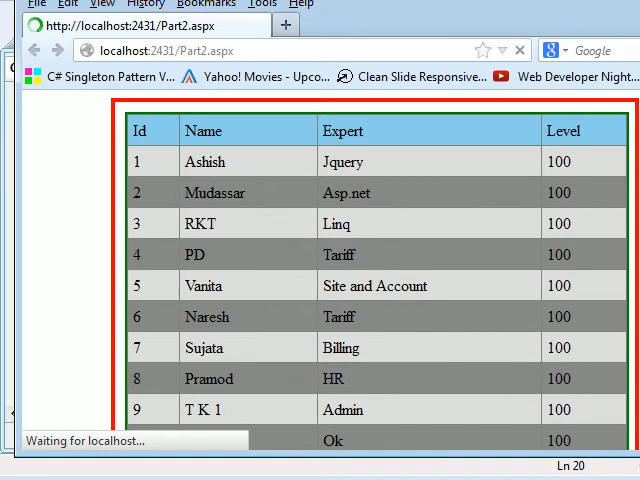 File Edit View History Bookmarks Tools Help
http://localhost:2431/Part2.aspx
localhost:2431/Part2.aspx
Google
C# Singleton Pattern V... Yahoo! Movies - Upco... Clean Slide Responsive... Web Developer Night...
Id Name Expert Level
1 Ashish Jquery 100
2 Mudassar Asp.net 100
3 RKT Linq 100
4 PD Tariff 100
5 Vanita Site and Account 100
6 Naresh Tariff 100
7 Sujata Billing 100
8 Pramod HR 100
9 T K 1 Admin 100
Ok 100
Waiting for localhost...
Ln 20